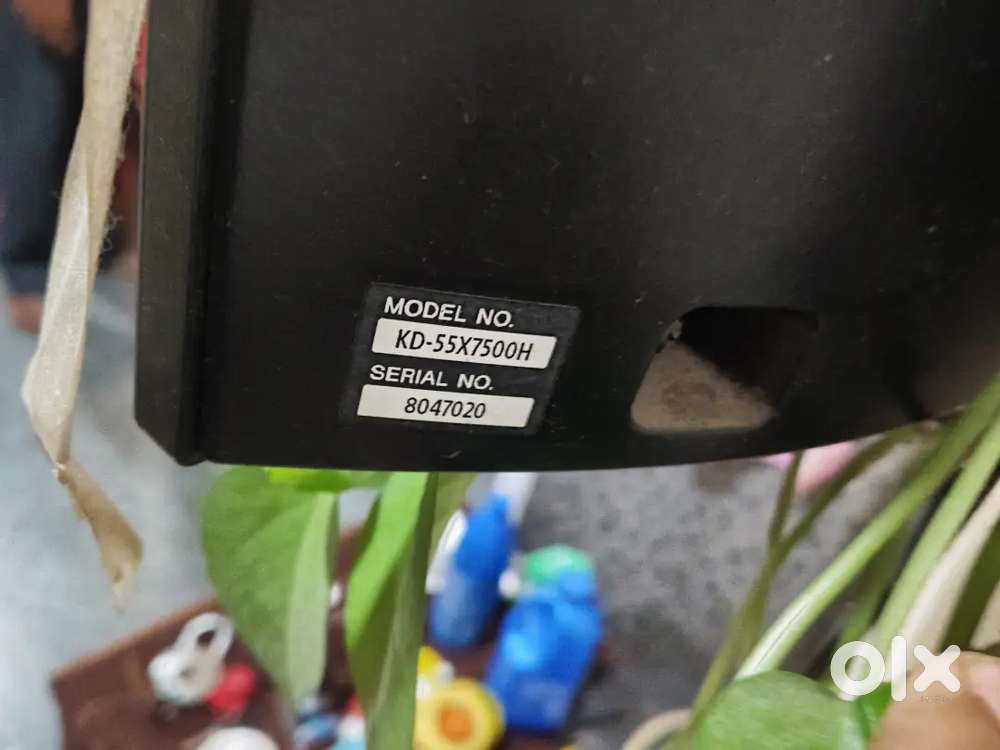 MODEL NO.
KD-55X7500H
SERIAL NO.
8047020
olx